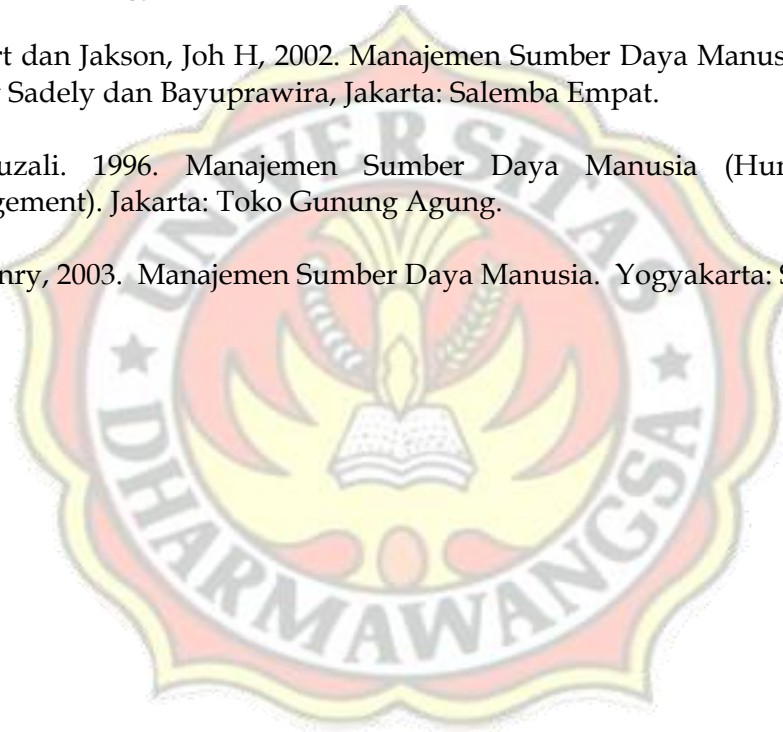 rt dan Jakson, Joh H, 2002. Manajemen Sumber Daya Manus
Sadely dan Bayuprawira, Jakarta: Salemba Empat.
uzali. 1996. Manajemen Sumber Daya Manusia (Hu
gement). Jakarta: Toko Gunung Agung.
nry, 2003. Manajemen Sumber Daya Manusia. Yogyakarta:
UNIVERSITAS
DHARMAWANGSA